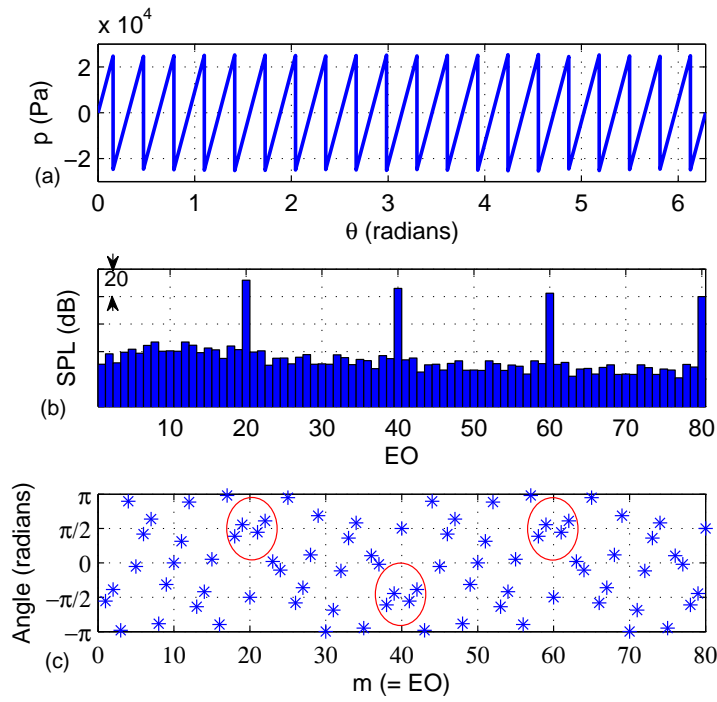 x 10⁴
2
0
−2
p (Pa)
(a)
0 1 2 3 4 5 6
θ (radians)
20
SPL (dB)
(b)
10 20 30 40 50 60 70 80
EO
π
π/2
0
−π/2
−π
Angle (radians)
(c)
0 10 20 30 40 50 60 70 80
m (= EO)